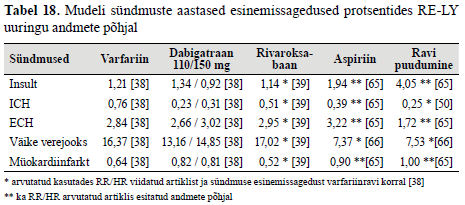 Tabel 18. Mudeli sündmuste aastased esinemissagedused protsentides RE-LY
uuringu andmete põhjal
Sündmused Varfariin Dabigatraan 110/150 mg Rivaroksa-baan Aspiriin Ravi puudumine
Insult 1,21 [38] 1,34 / 0,92 [38] 1,14 * [39] 1,94 ** [65] 4,05 ** [65]
ICH 0,76 [38] 0,23 / 0,31 [38] 0,51 * [39] 0,39 ** [65] 0,25 * [50]
ECH 2,84 [38] 2,66 / 3,02 [38] 2,95 * [39] 3,22 ** [65] 1,72 ** [65]
Väike verejooks 16,37 [38] 13,16 / 14,85 [38] 17,02 * [39] 7,37 * [66] 7,53 *[66]
Müokardiinfarkt 0,64 [38] 0,82 / 0,81 [38] 0,52 * [39] 0,90 **[65] 1,00 **[65]
* arvutatud kasutades RR/HR viidatud artiklist ja sündmuse esinemissagedust varfariinravi korral [38]
** ka RR/HR arvutatud artiklis esitatud andmete põhjal